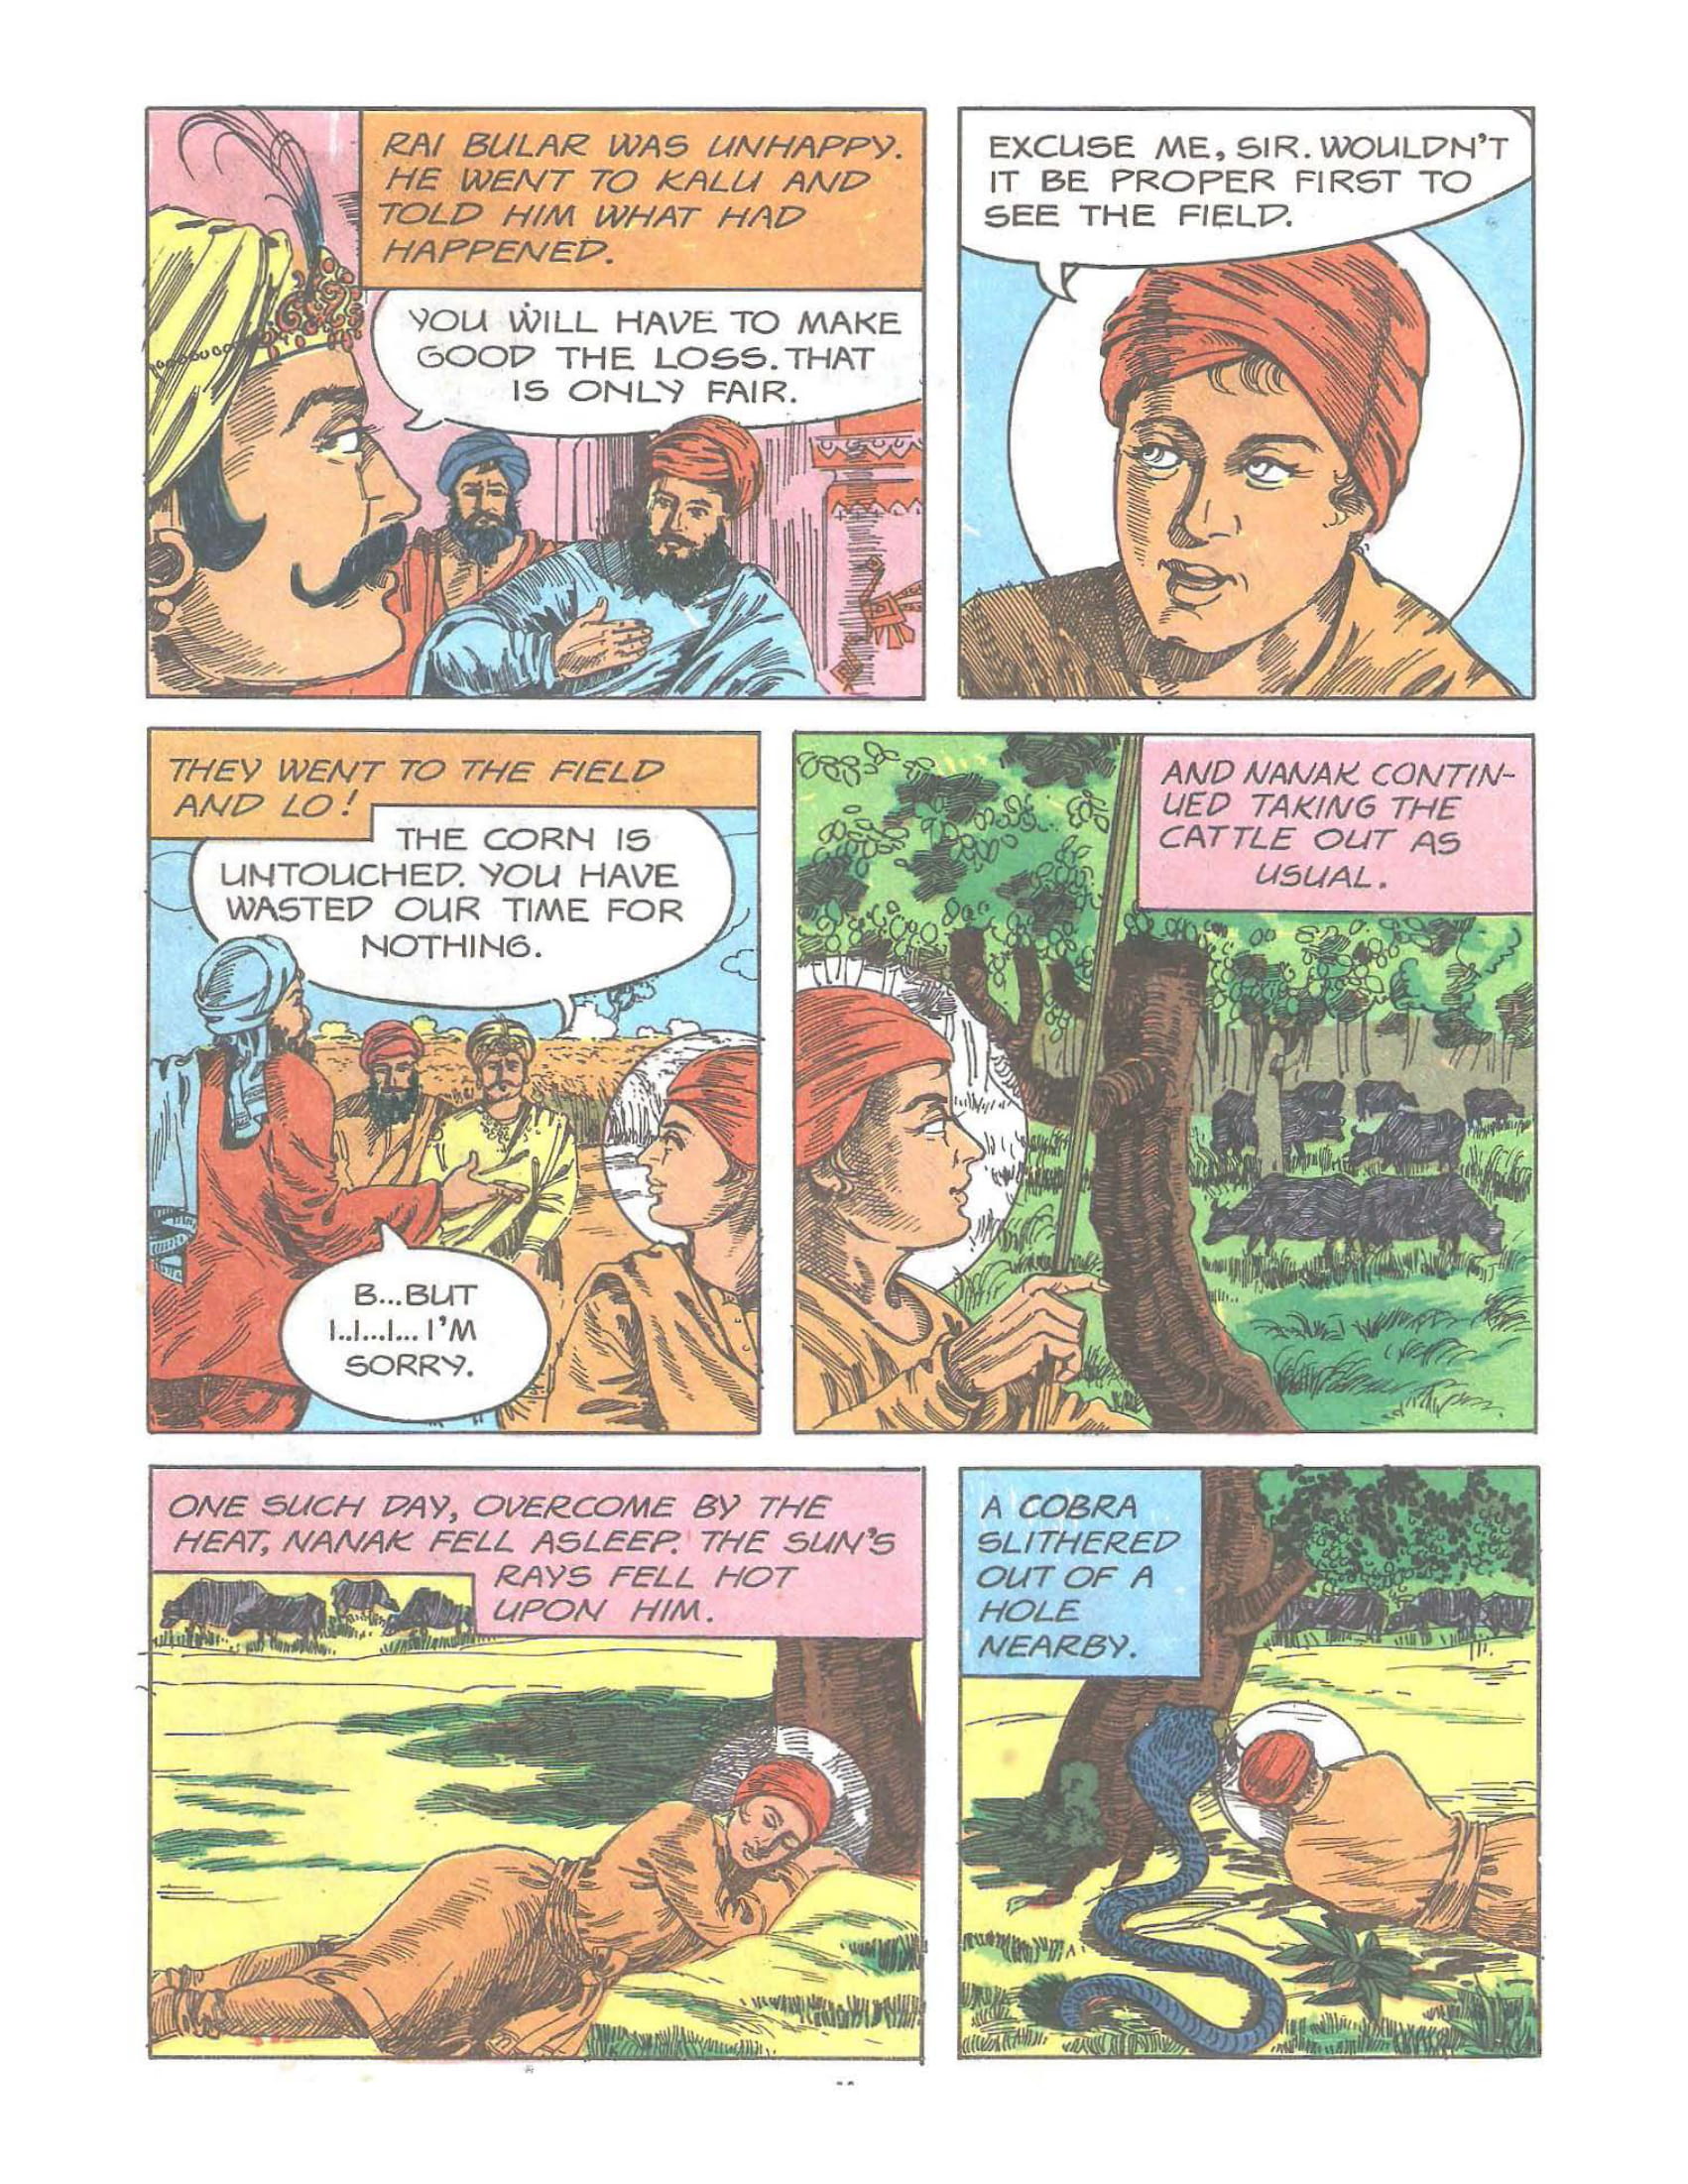 RAI BULAR WAS UNHAPPY.
HE WENT TO KALU AND
TOLD HIM WHAT HAD
HAPPENED.
YOU WILL HAVE TO MAKE
GOOD THE LOSS. THAT
IS ONLY FAIR.
EXCUSE ME, SIR. WOULDN'T
IT BE PROPER FIRST TO
SEE THE FIELD.
THEY WENT TO THE FIELD
AND LO!
THE CORN IS
UNTOUCHED. YOU HAVE
WASTED OUR TIME FOR
NOTHING.
B...BUT
I..I...I... I'M
SORRY.
AND NANAK CONTIN-
UED TAKING THE
CATTLE OUT AS
USUAL.
ONE SUCH DAY, OVERCOME BY THE
HEAT, NANAK FELL ASLEEP. THE SUN'S
RAYS FELL HOT
UPON HIM.
A COBRA
SLITHERED
OUT OF A
HOLE
NEARBY.